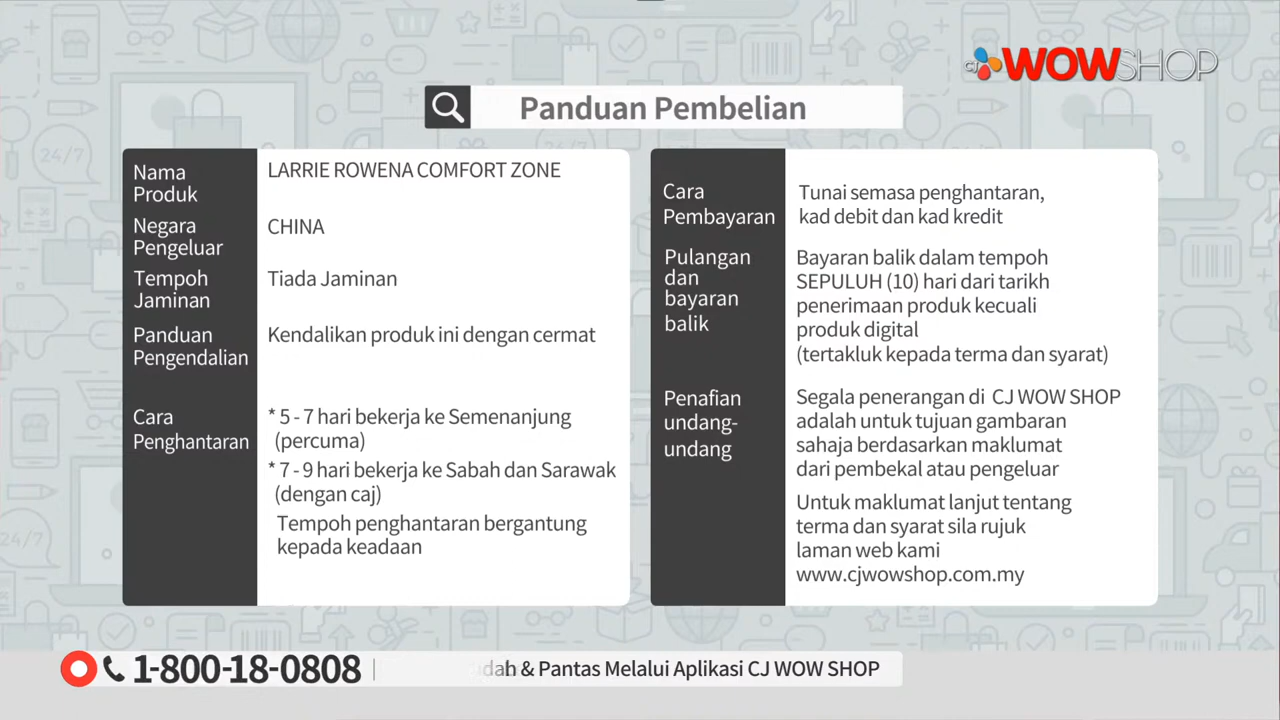 CJ WOWSHOP
Panduan Pembelian
Nama
Produk
LARRIE ROWENA COMFORT ZONE
Negara
Pengeluar
CHINA
Tempoh
Jaminan
Tiada Jaminan
Panduan
Pengendalian
Kendalikan produk ini dengan cermat
Cara
Penghantaran
* 5 - 7 hari bekerja ke Semenanjung
(percuma)
* 7 - 9 hari bekerja ke Sabah dan Sarawak
(dengan caj)
Tempoh penghantaran bergantung
kepada keadaan
Cara
Pembayaran
Tunai semasa penghantaran,
kad debit dan kad kredit
Pulangan
dan
bayaran
balik
Bayaran balik dalam tempoh
SEPULUH (10) hari dari tarikh
penerimaan produk kecuali
produk digital
(tertakluk kepada terma dan syarat)
Penafian
undang-
undang
Segala penerangan di CJ WOW SHOP
adalah untuk tujuan gambaran
sahaja berdasarkan maklumat
dari pembekal atau pengeluar
Untuk maklumat lanjut tentang
terma dan syarat sila rujuk
laman web kami
www.cjwowshop.com.my
1-800-18-0808
& Pantas Melalui Aplikasi CJ WOW SHOP
24/7
24/7